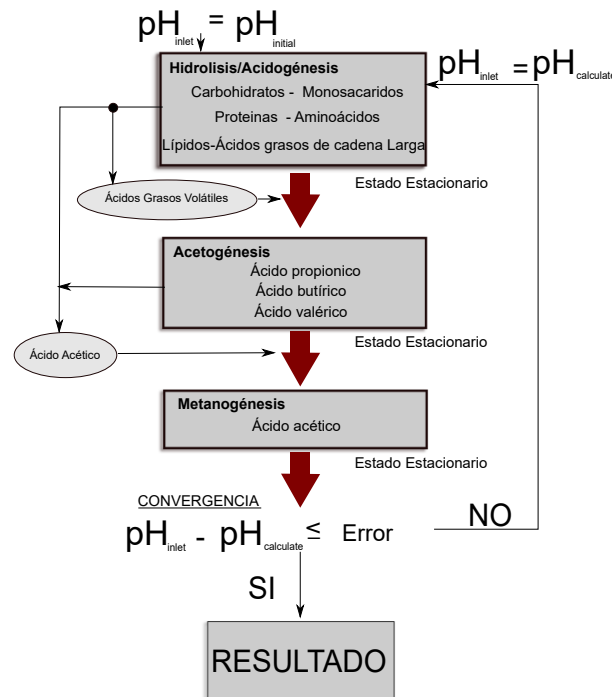 pH inlet = pH initial
Hidrolisis/Acidogénesis
Carbohidratos - Monosacaridos
Proteinas - Aminoácidos
Lípidos-Ácidos grasos de cadena Larga
pH inlet = pH calculate
Estado Estacionario
Ácidos Grasos Volátiles
Acetogénesis
Ácido propionico
Ácido butírico
Ácido valérico
Estado Estacionario
Ácido Acético
Metanogénesis
Ácido acético
Estado Estacionario
CONVERGENCIA
pH inlet - pH calculate ≤ Error
NO
SI
RESULTADO